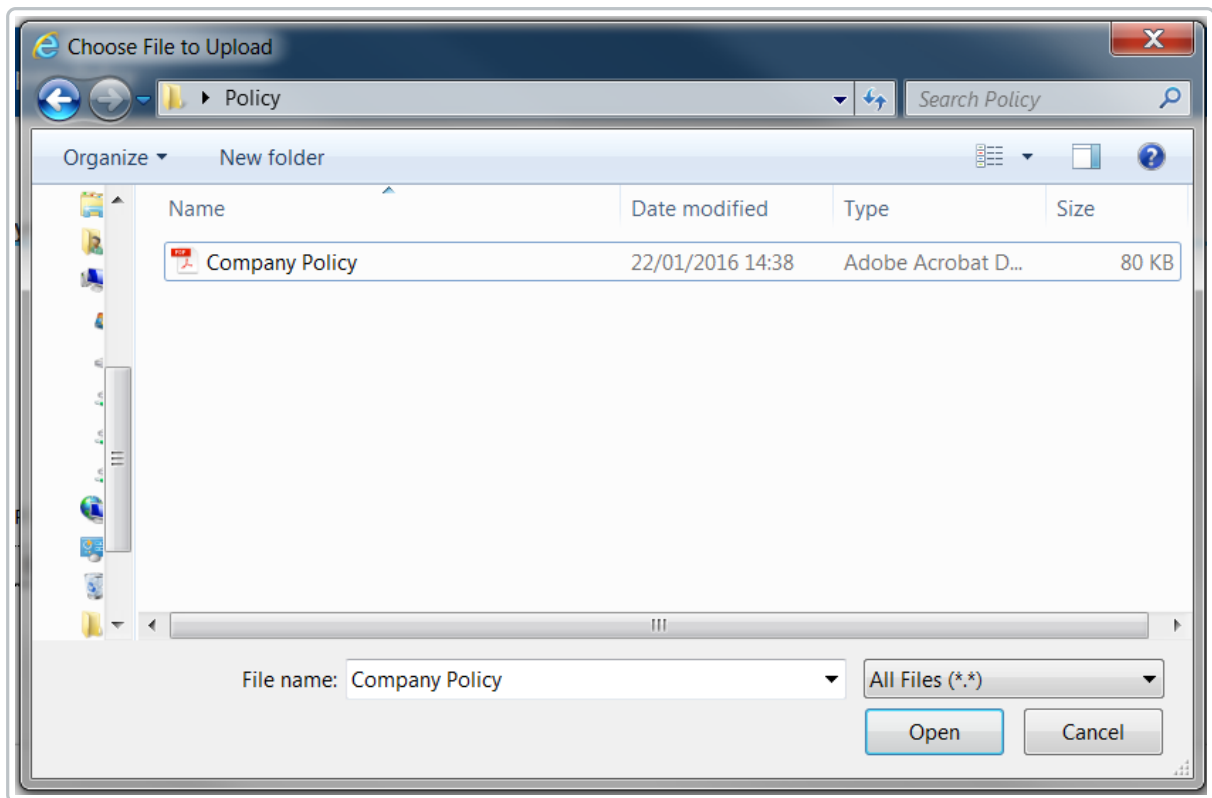 Choose File to Upload
Policy
Search Policy
Organize
New folder
Name
Date modified
Type
Size
Company Policy
22/01/2016 14:38
Adobe Acrobat D...
80 KB
File name: Company Policy
All Files (*.*)
Open
Cancel